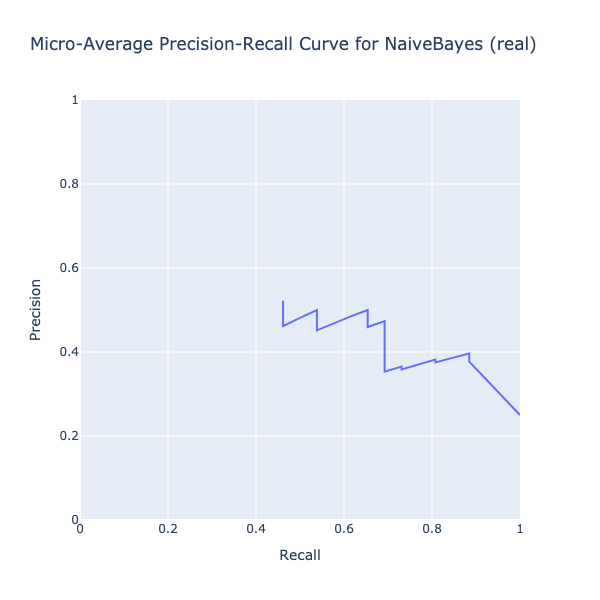 Micro-Average Precision-Recall Curve for NaiveBayes (real)
1
0.8
0.6
0.4
0.2
0
Precision
0 0.2 0.4 0.6 0.8 1
Recall